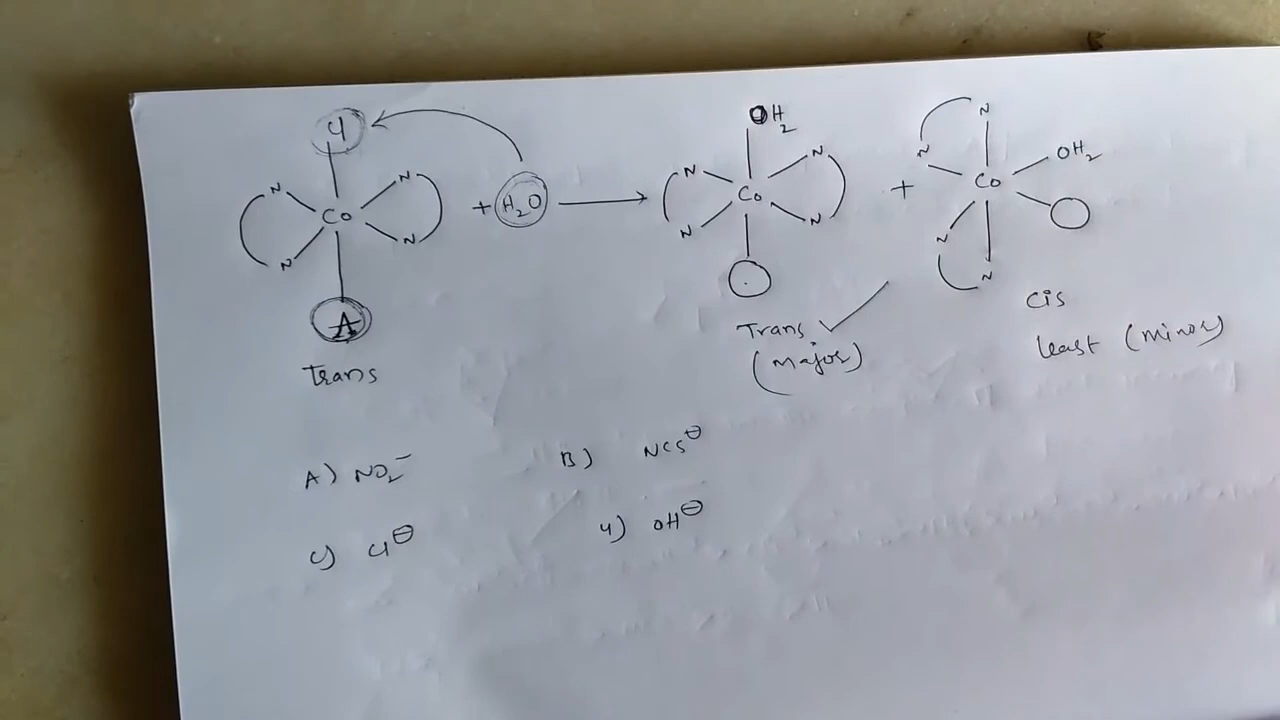 Cl OH₂ N
N N N N N OH₂
Co + H₂O → Co + Co
N N N N N
A N
Trans (major) cis
trans least (minor)
A) NO₂⁻ B) NCS⊖
C) Cl⊖ 4) OH⊖